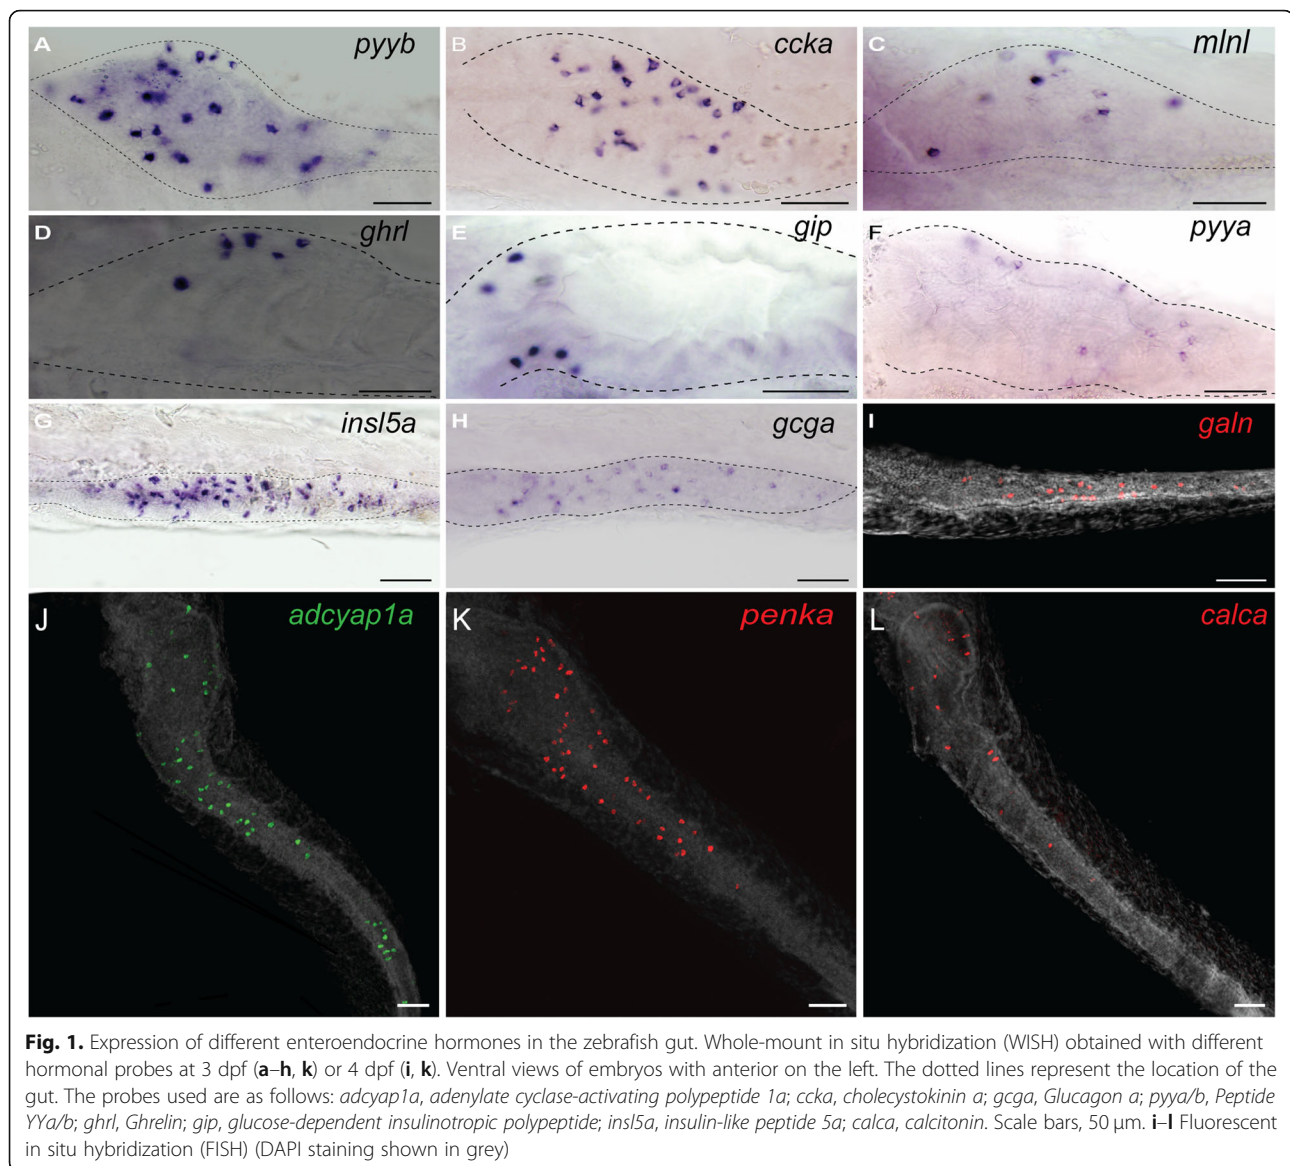 A pyyb
B ccka
C mlnl
D ghrl
E gip
F pyya
G insl5a
H gcga
I galn
J adcyap1a
K penka
L calca
Fig. 1. Expression of different enteroendocrine hormones in the zebrafish gut. Whole-mount in situ hybridization (WISH) obtained with different
hormonal probes at 3 dpf (a–h, k) or 4 dpf (i, k). Ventral views of embryos with anterior on the left. The dotted lines represent the location of the
gut. The probes used are as follows: adcyap1a, adenylate cyclase-activating polypeptide 1a; ccka, cholecystokinin a; gcga, Glucagon a; pyya/b, Peptide
YYa/b; ghrl, Ghrelin; gip, glucose-dependent insulinotropic polypeptide; insl5a, insulin-like peptide 5a; calca, calcitonin. Scale bars, 50 μm. i–l Fluorescent
in situ hybridization (FISH) (DAPI staining shown in grey)